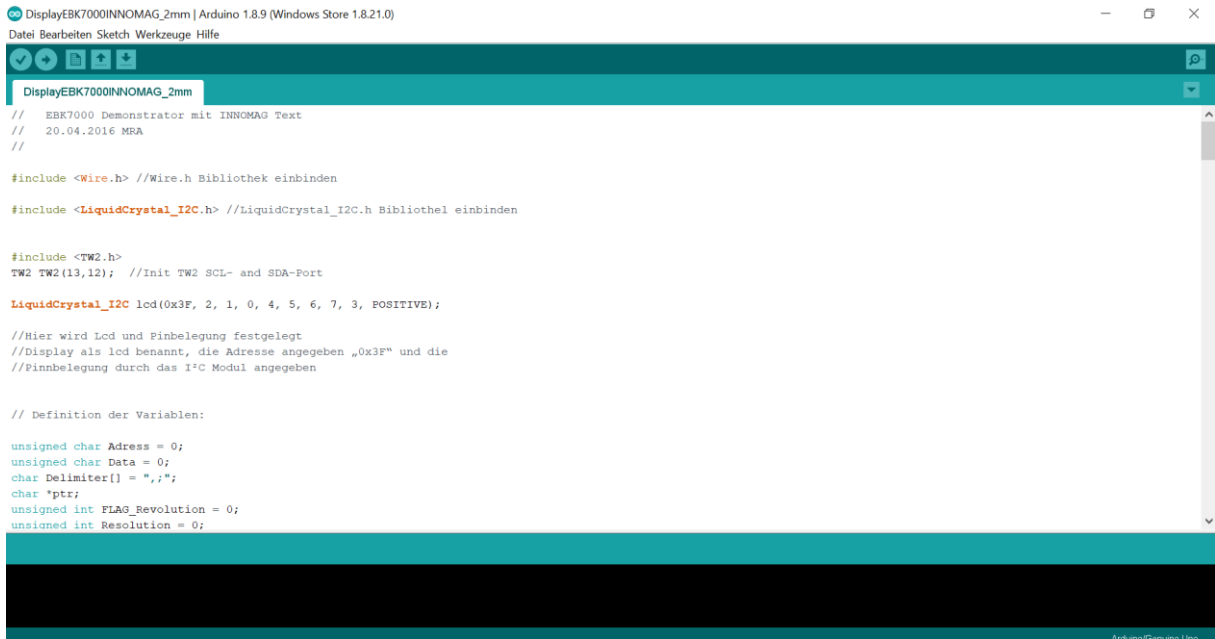 DisplayEBK7000INNOMAG_2mm | Arduino 1.8.9 (Windows Store 1.8.21.0)
Datei Bearbeiten Sketch Werkzeuge Hilfe
DisplayEBK7000INNOMAG_2mm
//   EBK7000 Demonstrator mit INNOMAG Text
//   20.04.2016 MRA
//
#include <Wire.h> //Wire.h Bibliothek einbinden
#include <LiquidCrystal_I2C.h> //LiquidCrystal_I2C.h Bibliothel einbinden
#include <TW2.h>
TW2 TW2(13,12);  //Init TW2 SCL- and SDA-Port
LiquidCrystal_I2C lcd(0x3F, 2, 1, 0, 4, 5, 6, 7, 3, POSITIVE);
//Hier wird Lcd und Pinbelegung festgelegt
//Display als lcd benannt, die Adresse angegeben „0x3F“ und die
//Pinnbelegung durch das I²C Modul angegeben
// Definition der Variablen:
unsigned char Adress = 0;
unsigned char Data = 0;
char Delimiter[] = ",;";
char *ptr;
unsigned int FLAG_Revolution = 0;
unsigned int Resolution = 0;
Arduino/Genuino Uno